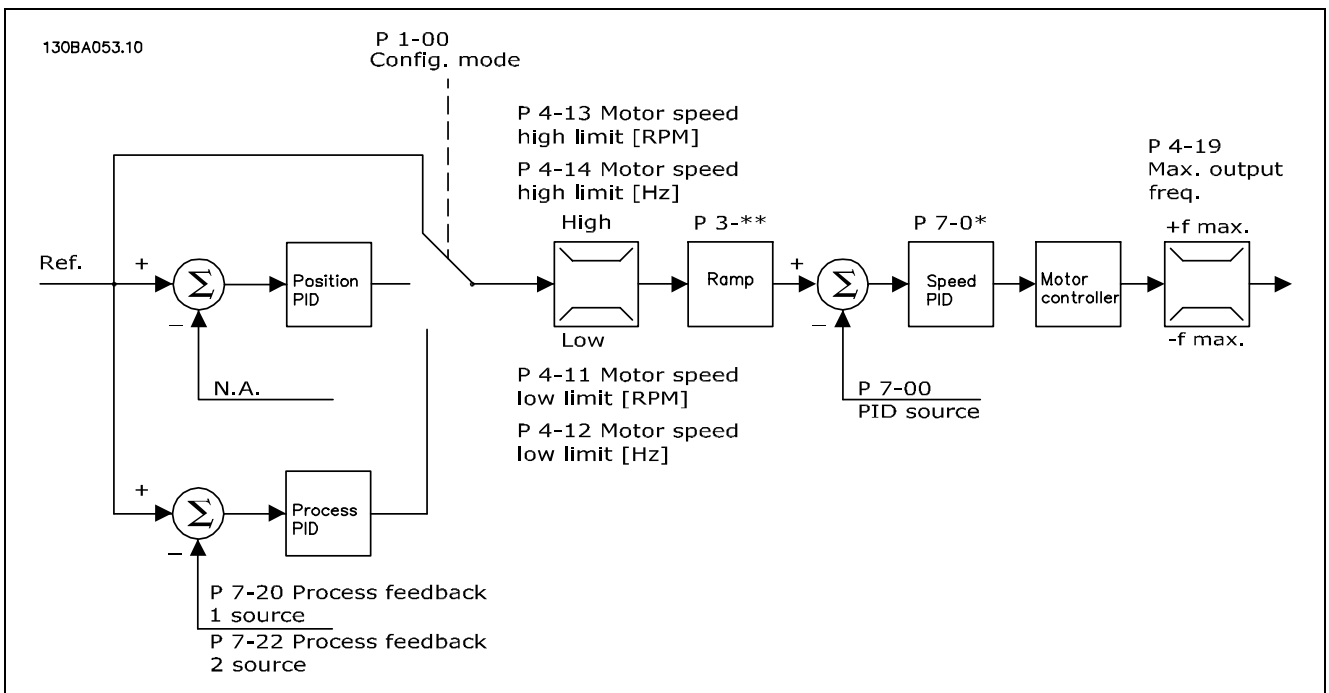 130BA053.10
P 1-00
Config. mode
P 4-13 Motor speed
high limit [RPM]
P 4-14 Motor speed
high limit [Hz]
P 4-19
Max. output
freq.
High
P 3-**
P 7-0*
+f max.
Ref.
+
Σ
Position
PID
Ramp
+
Σ
Speed
PID
Motor
controller
–
–
Low
-f max.
N.A.
P 4-11 Motor speed
low limit [RPM]
P 4-12 Motor speed
low limit [Hz]
P 7-00
PID source
+
Σ
Process
PID
–
P 7-20 Process feedback
1 source
P 7-22 Process feedback
2 source